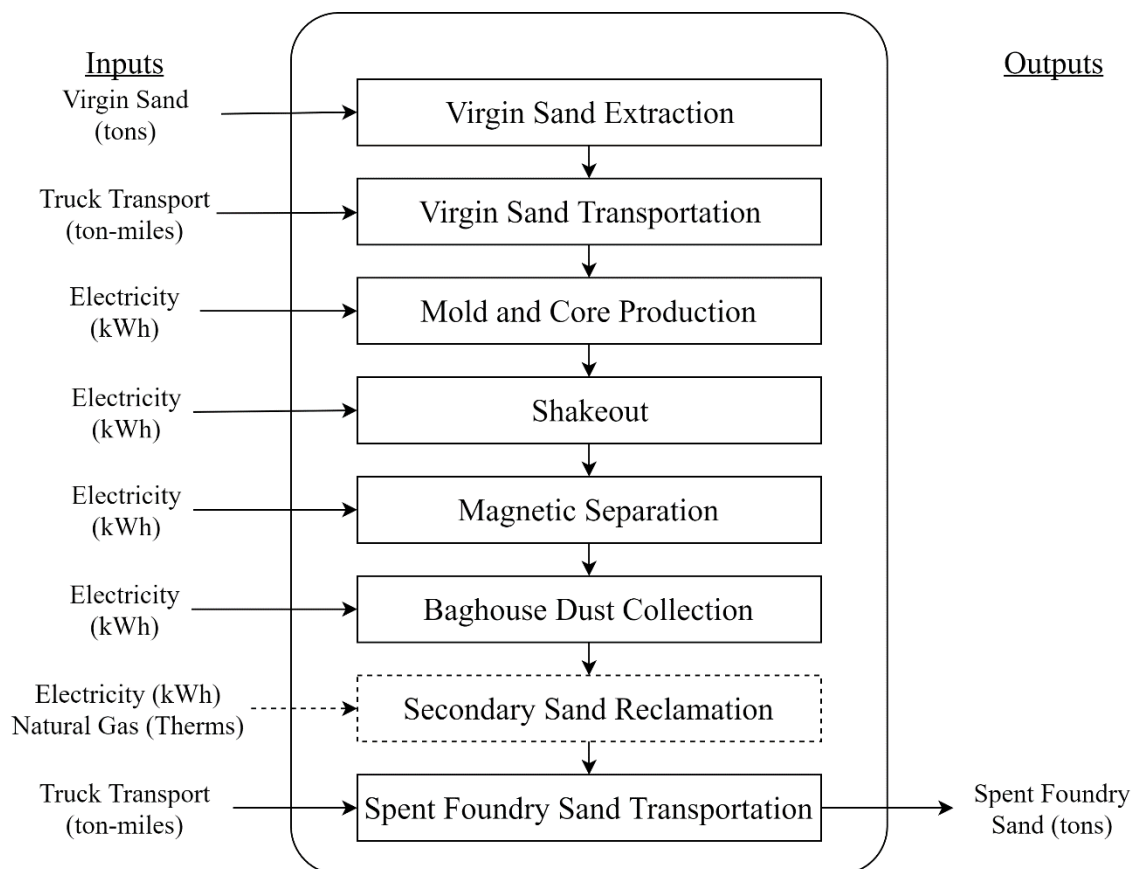 Inputs
Outputs
Virgin Sand
(tons)
Virgin Sand Extraction
Truck Transport
(ton-miles)
Virgin Sand Transportation
Electricity
(kWh)
Mold and Core Production
Electricity
(kWh)
Shakeout
Electricity
(kWh)
Magnetic Separation
Electricity
(kWh)
Baghouse Dust Collection
Electricity (kWh)
Natural Gas (Therms)
Secondary Sand Reclamation
Truck Transport
(ton-miles)
Spent Foundry Sand Transportation
Spent Foundry
Sand (tons)